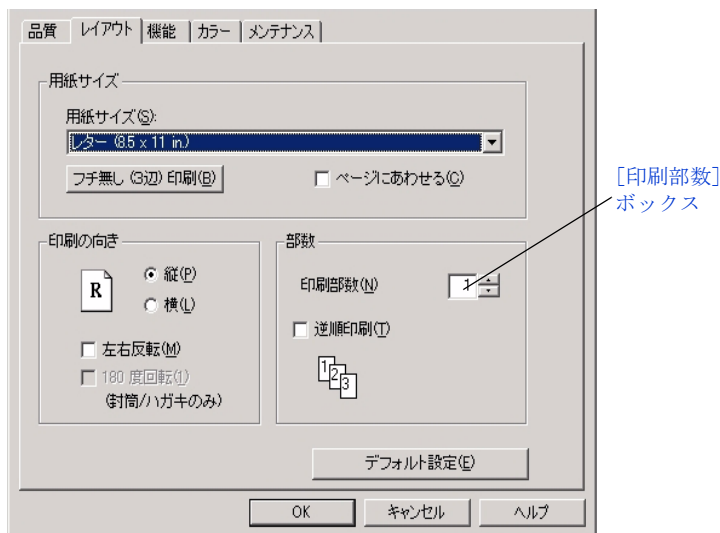 品質 レイアウト 機能 カラー メンテナンス
用紙サイズ
用紙サイズ(S):
レター (8.5 x 11 in.)
フチ無し (3辺) 印刷(B) ページにあわせる(C)
[印刷部数]
ボックス
印刷の向き
R
縦(P)
横(L)
左右反転(M)
180 度回転(1)
(封筒/ハガキのみ)
部数
印刷部数(N) 1
逆順印刷(T)
1 2 3
デフォルト設定(E)
OK キャンセル ヘルプ